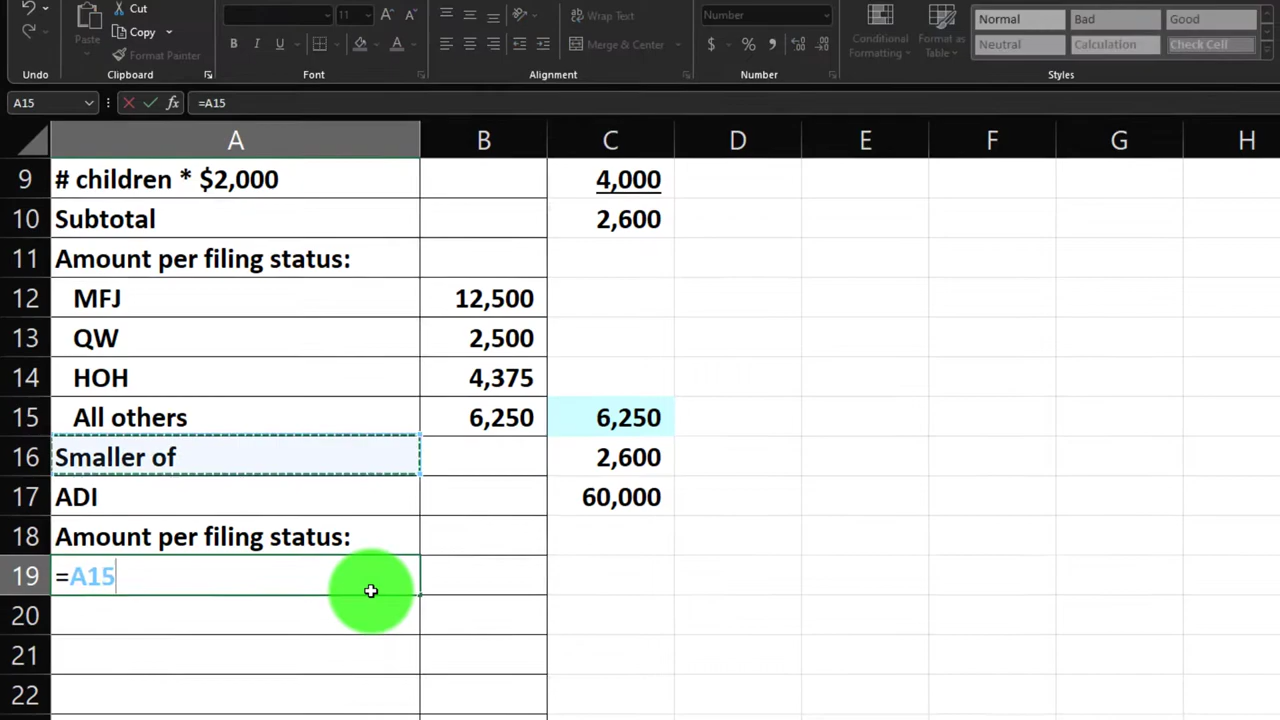 Cut
Copy
Format Painter
Paste
Undo
Clipboard
11
A^
A˅
B
I
U
A
Font
Wrap Text
Merge & Center
Alignment
Number
$
%
,
Number
Conditional
Formatting
Format as
Table
Normal
Bad
Good
Neutral
Calculation
Check Cell
Styles
A15
fx
=A15
A B C D E F G H
9 # children * $2,000 4,000
10 Subtotal 2,600
11 Amount per filing status:
12 MFJ 12,500
13 QW 2,500
14 HOH 4,375
15 All others 6,250 6,250
16 Smaller of 2,600
17 ADI 60,000
18 Amount per filing status:
19 =A15
20
21
22